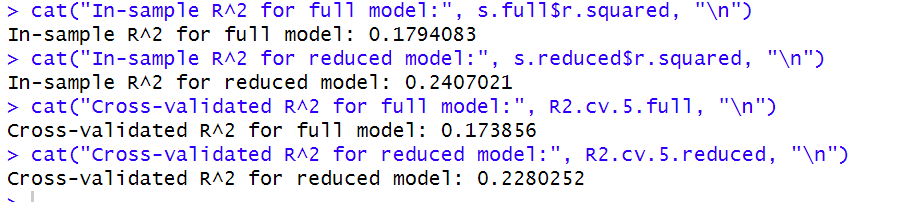 > cat("In-sample R^2 for full model:", s.full$r.squared, "\n")
In-sample R^2 for full model: 0.1794083
> cat("In-sample R^2 for reduced model:", s.reduced$r.squared, "\n")
In-sample R^2 for reduced model: 0.2407021
> cat("Cross-validated R^2 for full model:", R2.cv.5.full, "\n")
Cross-validated R^2 for full model: 0.173856
> cat("Cross-validated R^2 for reduced model:", R2.cv.5.reduced, "\n")
Cross-validated R^2 for reduced model: 0.2280252
>